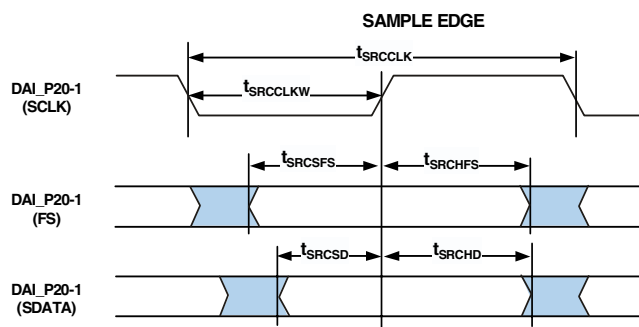 SAMPLE EDGE
tSRCCLK
DAI_P20-1
(SCLK)
tSRCCLKW
tSRCSFS
tSRCHFS
DAI_P20-1
(FS)
tSRCSD
tSRCHD
DAI_P20-1
(SDATA)